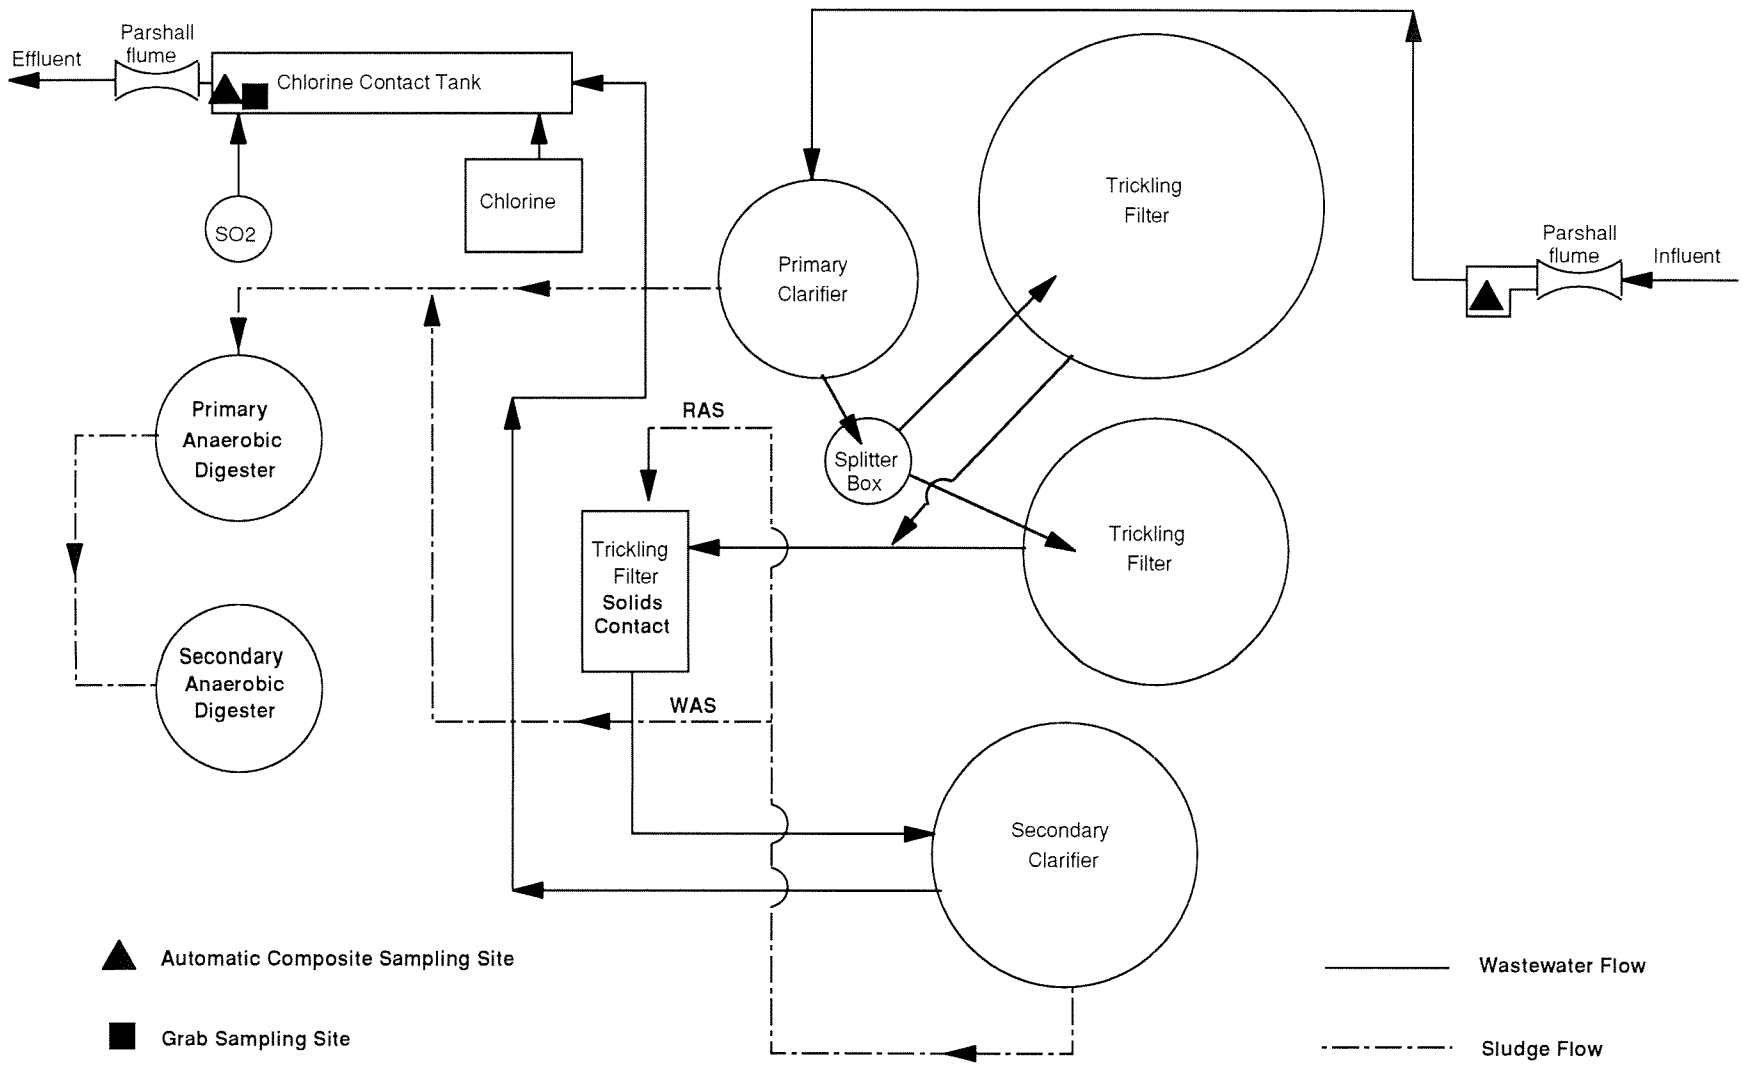 Parshall
flume
Effluent
Chlorine Contact Tank
Chlorine
SO2
Primary
Clarifier
Trickling
Filter
Parshall
flume
Influent
Primary
Anaerobic
Digester
RAS
Splitter
Box
Trickling
Filter
Solids
Contact
Trickling
Filter
Secondary
Anaerobic
Digester
WAS
Secondary
Clarifier
Automatic Composite Sampling Site
Wastewater Flow
Grab Sampling Site
Sludge Flow